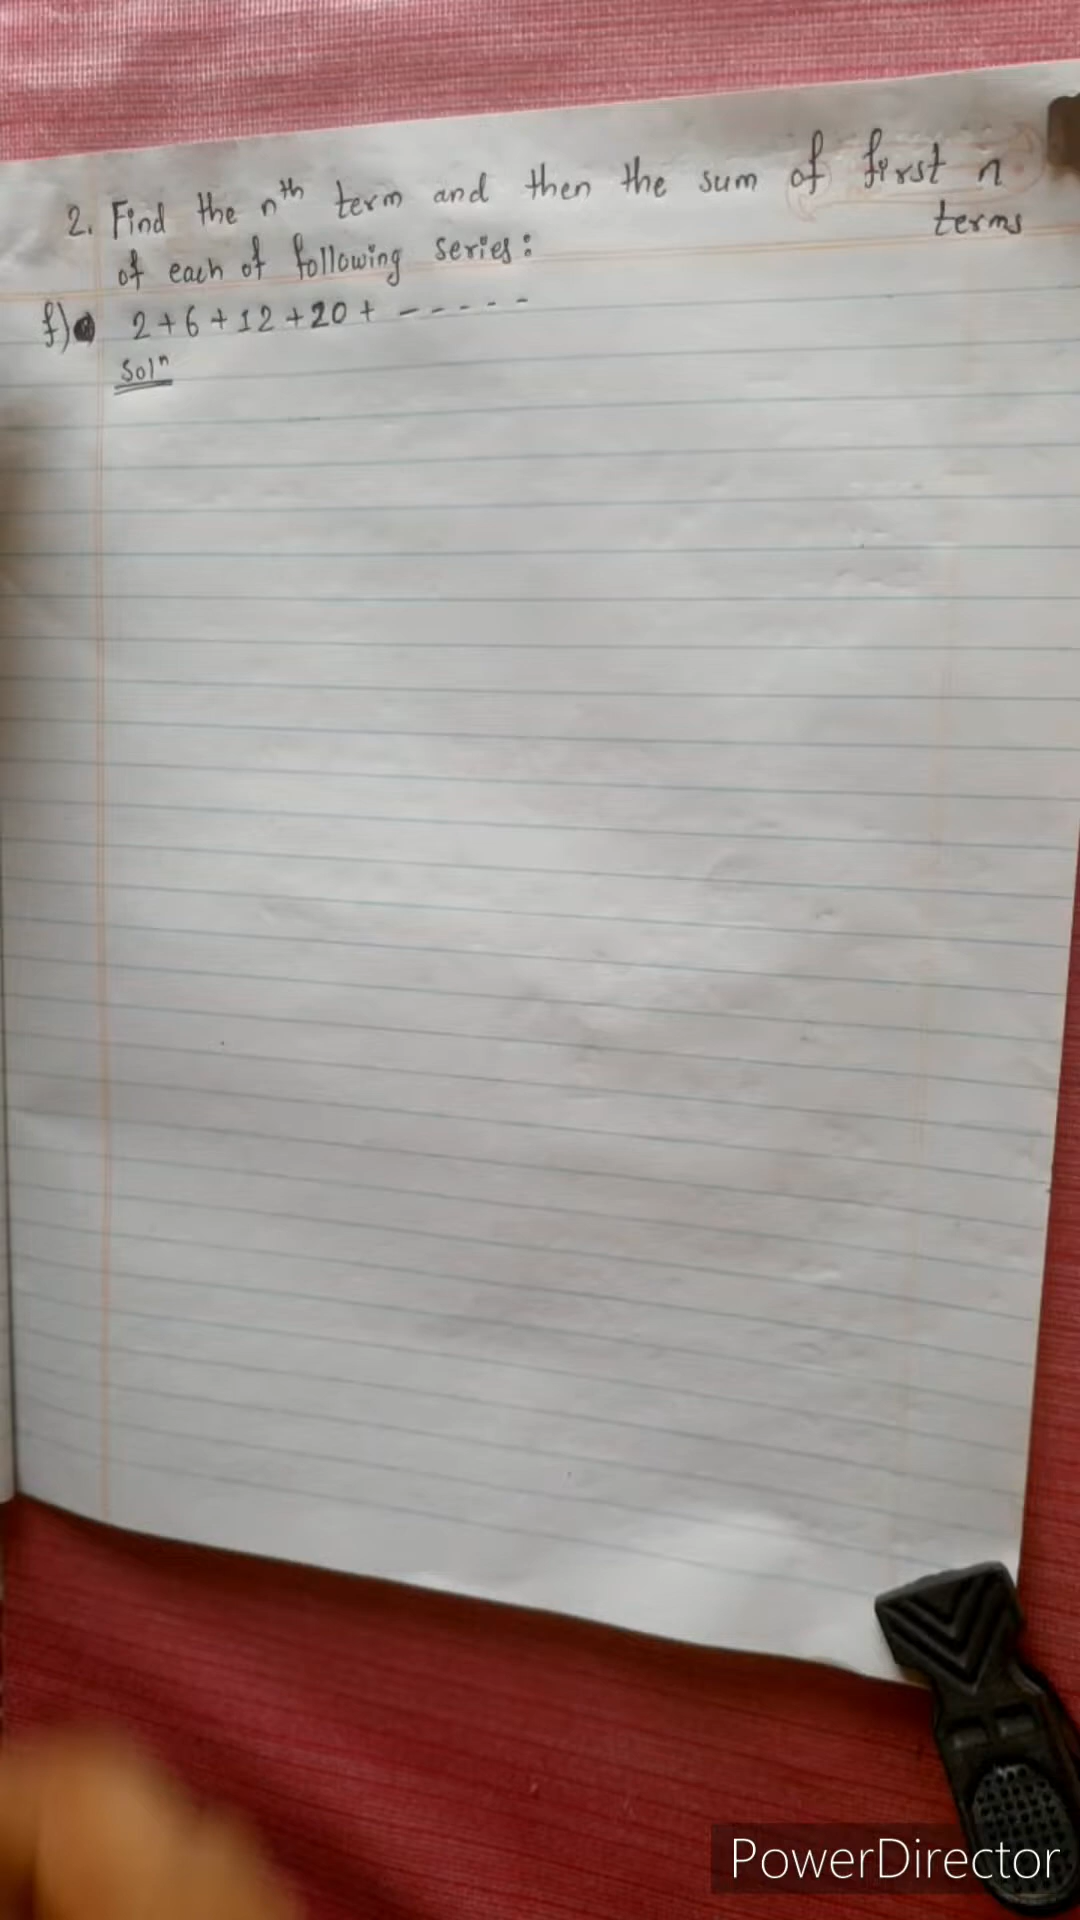 2. Find the nth term and then the sum of first n
terms
of each of following series:
f) 2+6+12+20+ -----
Solⁿ
PowerDirector